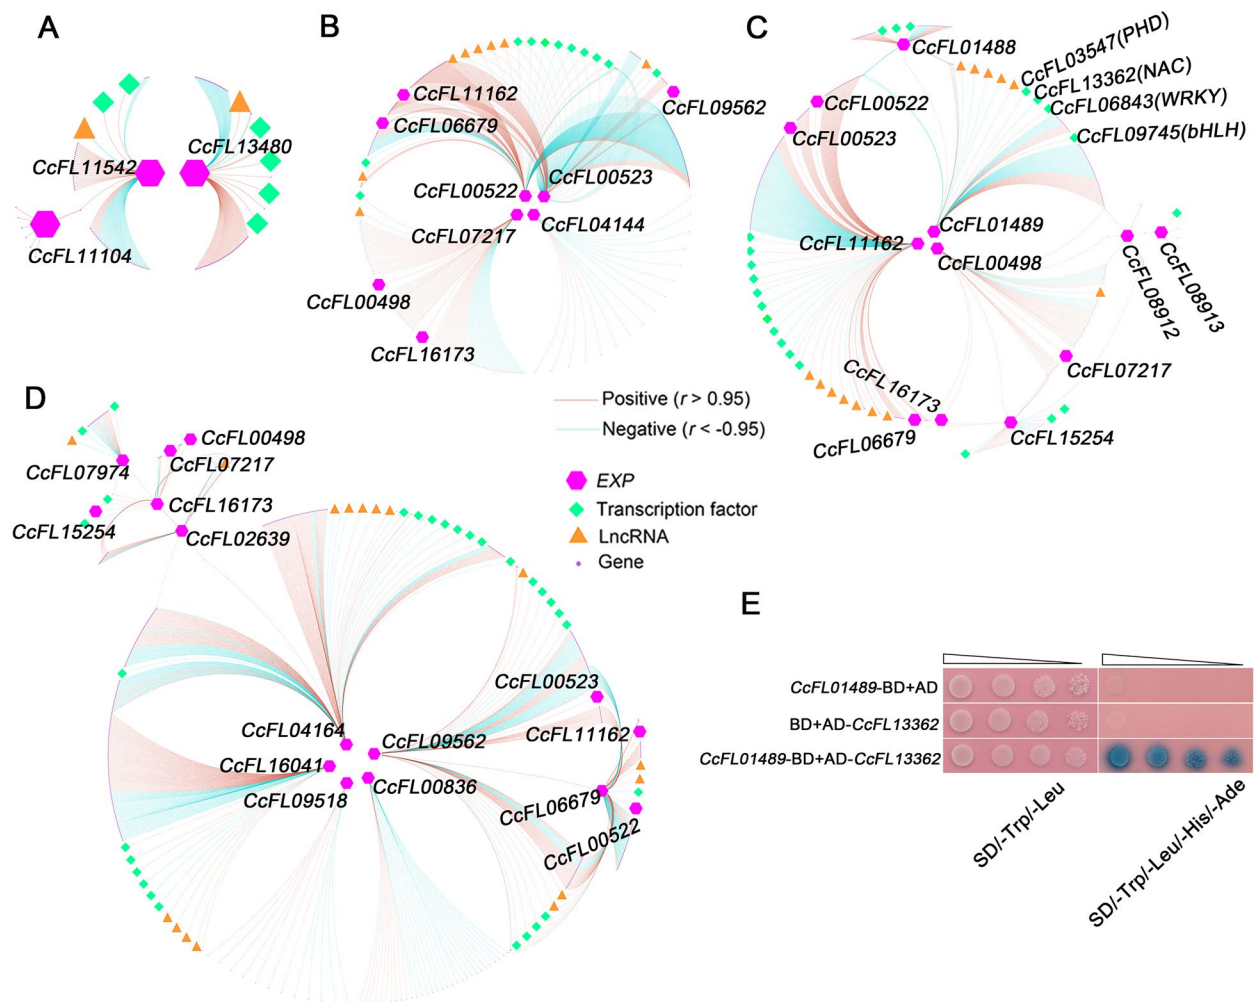 A
CcFL13480
CcFL11542
CcFL11104
B
CcFL11162
CcFL09562
CcFL06679
CcFL00522
CcFL00523
CcFL07217
CcFL04144
CcFL00498
CcFL16173
C
CcFL01488
CcFL03547(PHD)
CcFL13362(NAC)
CcFL06843(WRKY)
CcFL09745(bHLH)
CcFL00522
CcFL00523
CcFL01489
CcFL11162
CcFL00498
CcFL08912
CcFL08913
CcFL07217
CcFL16173
CcFL06679
CcFL15254
D
CcFL00498
CcFL07217
CcFL07974
CcFL16173
CcFL15254
CcFL02639
Positive (r > 0.95)
Negative (r < -0.95)
EXP
Transcription factor
LncRNA
Gene
CcFL00523
CcFL11162
CcFL04164
CcFL09562
CcFL16041
CcFL00836
CcFL09518
CcFL06679
CcFL00522
E
CcFL01489-BD+AD
BD+AD-CcFL13362
CcFL01489-BD+AD-CcFL13362
SD/-Trp/-Leu
SD/-Trp/-Leu/-His/-Ade